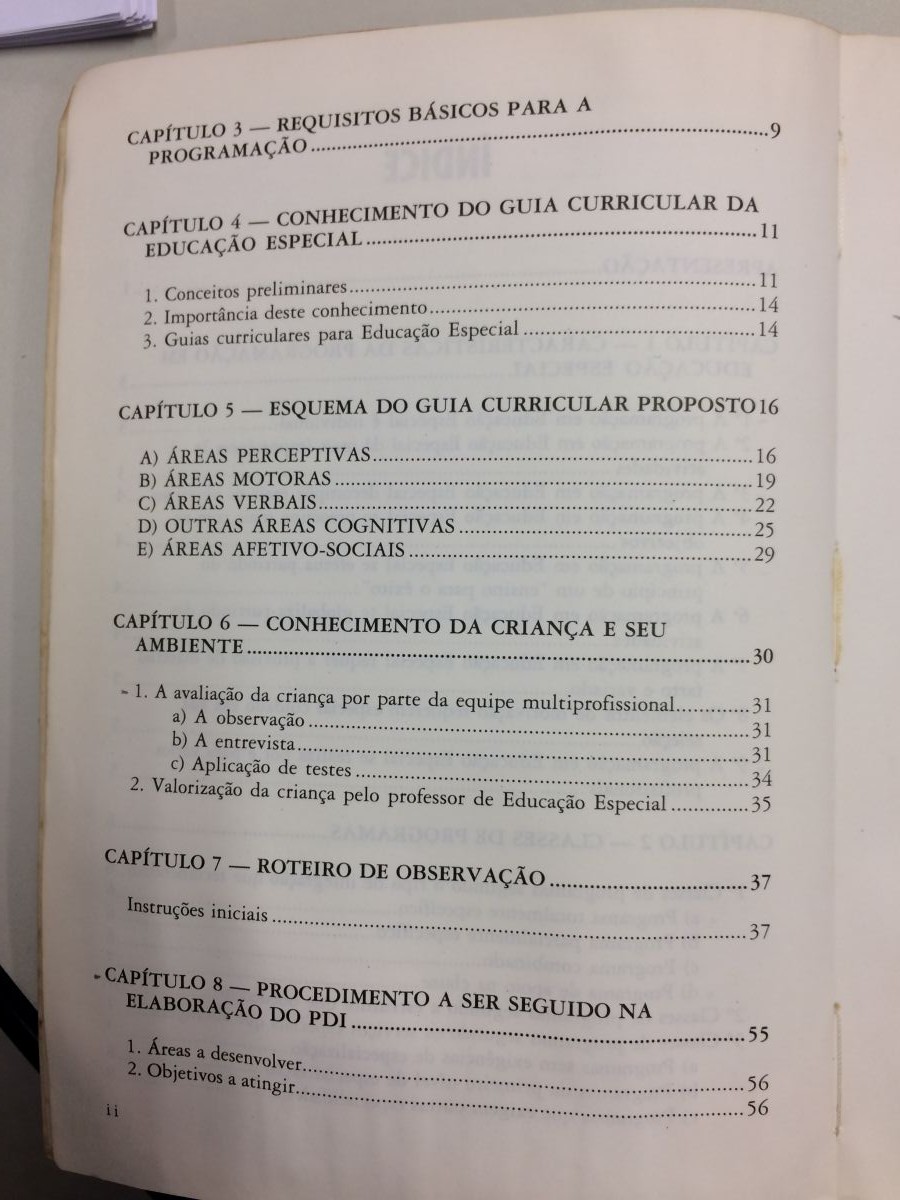 CAPÍTULO 3 — REQUISITOS BÁSICOS PARA A
PROGRAMAÇÃO ..... 9
CAPÍTULO 4 — CONHECIMENTO DO GUIA CURRICULAR DA
EDUCAÇÃO ESPECIAL ..... 11
1. Conceitos preliminares ..... 11
2. Importância deste conhecimento ..... 14
3. Guias curriculares para Educação Especial ..... 14
CAPÍTULO 5 — ESQUEMA DO GUIA CURRICULAR PROPOSTO 16
A) ÁREAS PERCEPTIVAS ..... 16
B) ÁREAS MOTORAS ..... 19
C) ÁREAS VERBAIS ..... 22
D) OUTRAS ÁREAS COGNITIVAS ..... 25
E) ÁREAS AFETIVO-SOCIAIS ..... 29
CAPÍTULO 6 — CONHECIMENTO DA CRIANÇA E SEU
AMBIENTE ..... 30
1. A avaliação da criança por parte da equipe multiprofissional ..... 31
a) A observação ..... 31
b) A entrevista ..... 31
c) Aplicação de testes ..... 34
2. Valorização da criança pelo professor de Educação Especial ..... 35
CAPÍTULO 7 — ROTEIRO DE OBSERVAÇÃO ..... 37
Instruções iniciais ..... 37
CAPÍTULO 8 — PROCEDIMENTO A SER SEGUIDO NA
ELABORAÇÃO DO PDI ..... 55
1. Áreas a desenvolver ..... 56
2. Objetivos a atingir ..... 56
ii